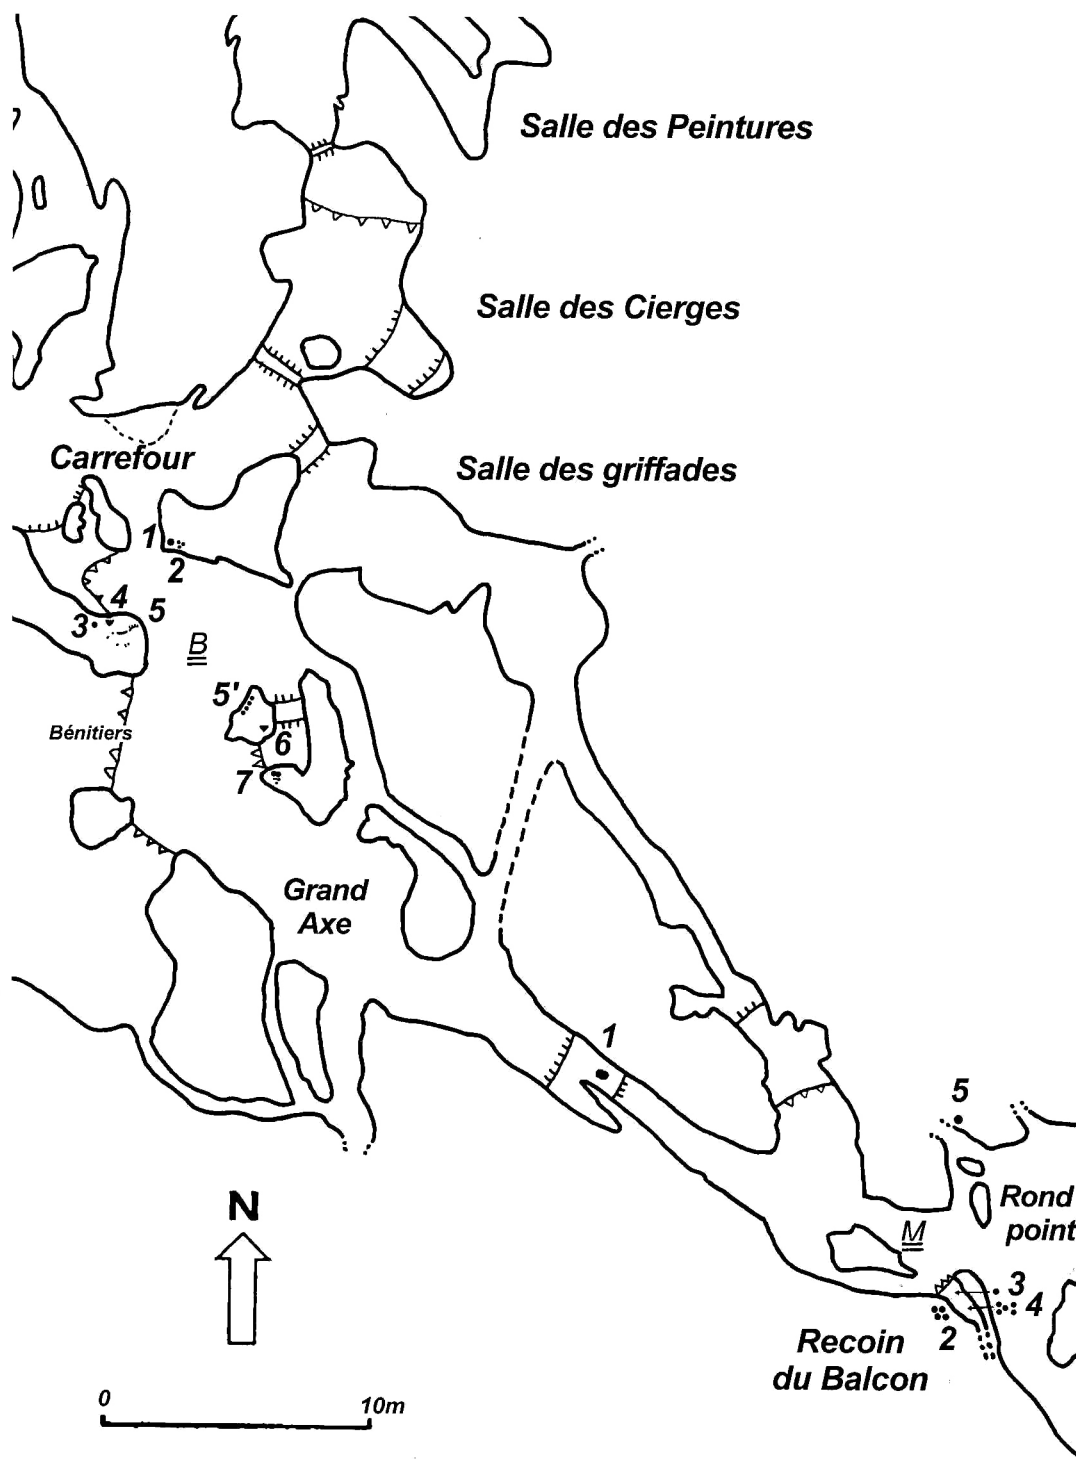 Salle des Peintures
Salle des Cierges
Carrefour
Salle des griffades
1
2
4
5
3
B
5'
Bénitiers
6
7
Grand
Axe
1
5
N
Rond
point
M
3
4
2
Recoin
du Balcon
0
10m